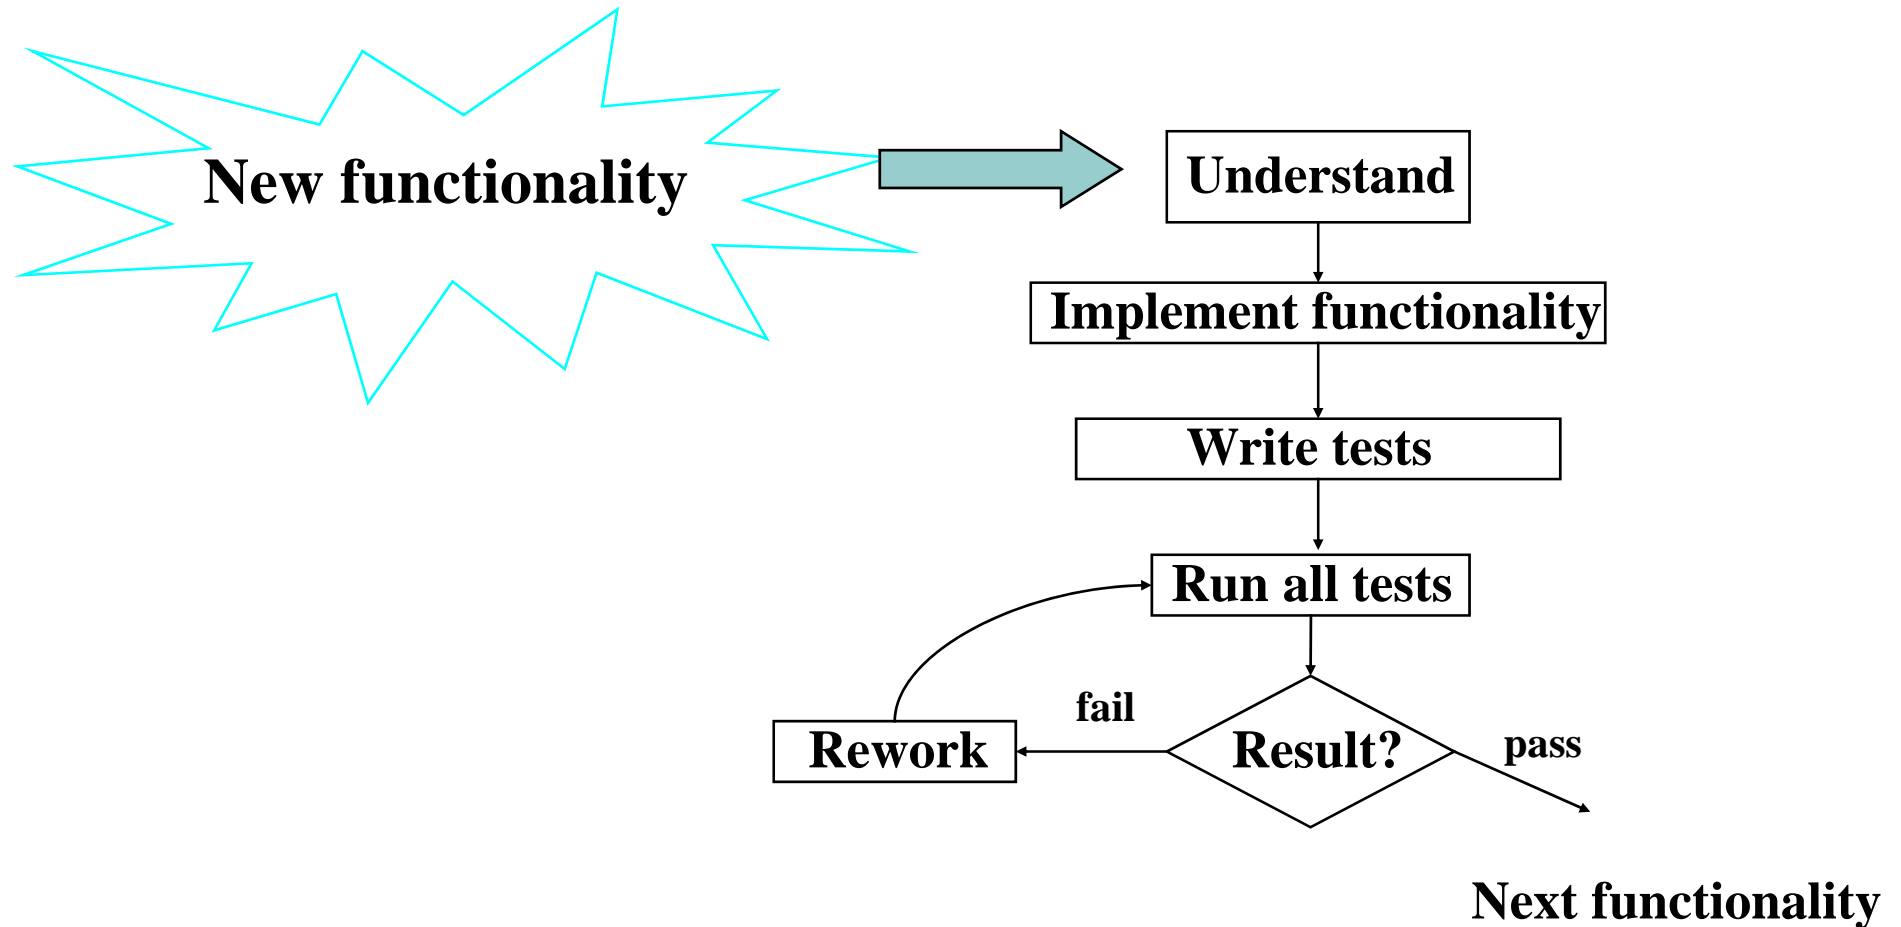 New functionality
Understand
Implement functionality
Write tests
Run all tests
fail
Rework
Result?
pass
Next functionality